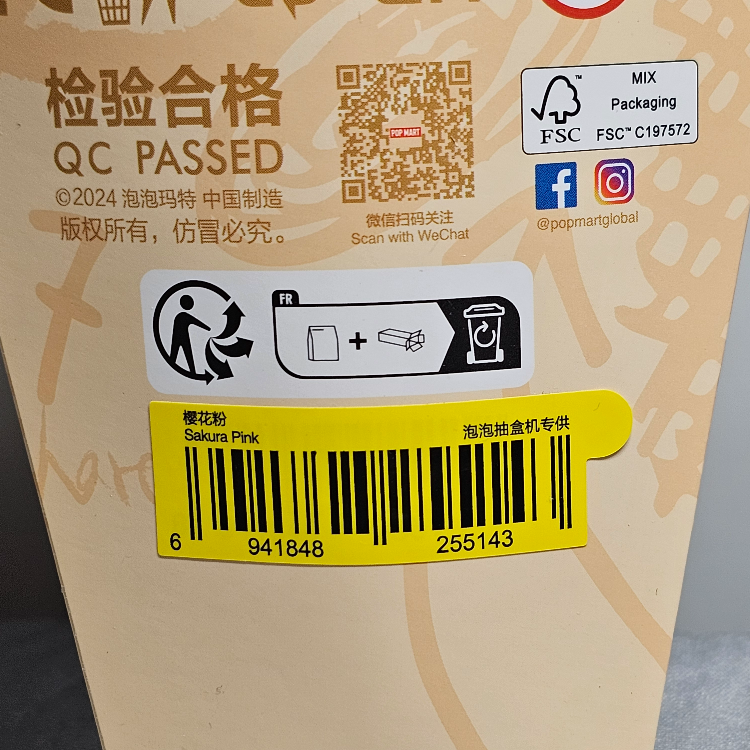 检验合格
QC PASSED
©2024 泡泡玛特 中国制造
版权所有，仿冒必究。
POP MART
微信扫码关注
Scan with WeChat
FSC
MIX
Packaging
FSC™ C197572
@popmartglobal
FR
樱花粉
Sakura Pink
泡泡抽盒机专供
6 941848 255143